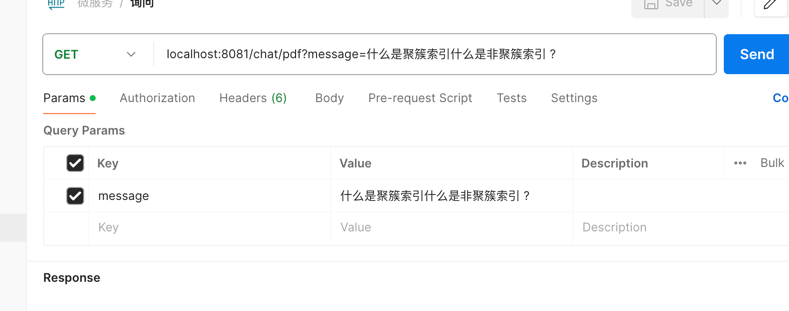 HTTP 微服务 / 询问 Save
GET localhost:8081/chat/pdf?message=什么是聚簇索引什么是非聚簇索引？ Send
Params Authorization Headers (6) Body Pre-request Script Tests Settings Co
Query Params
Key Value Description ••• Bulk
message 什么是聚簇索引什么是非聚簇索引？
Key Value Description
Response